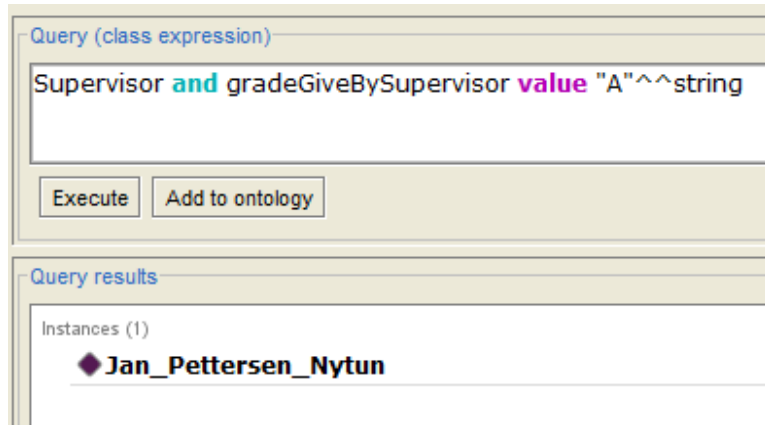 Query (class expression)
Supervisor and gradeGiveBySupervisor value "A"^^string
Execute Add to ontology
Query results
Instances (1)
Jan_Pettersen_Nytun